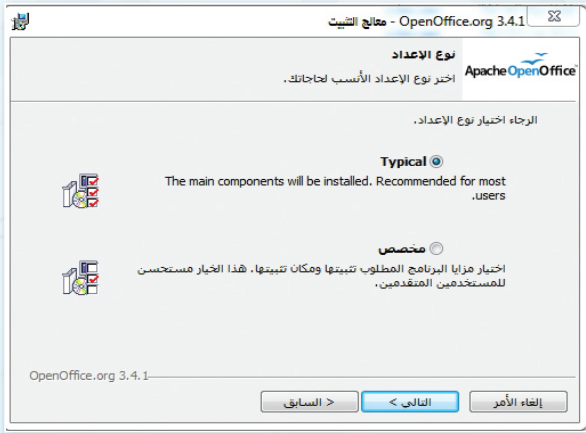 OpenOffice.org 3.4.1 - معالج التثبيت
نوع الإعداد
اختر نوع الإعداد الأنسب لحاجاتك.
Apache OpenOffice
الرجاء اختيار نوع الإعداد.
Typical
The main components will be installed. Recommended for most
users.
مخصص
اختيار مزايا البرنامج المطلوب تثبيتها ومكان تثبيتها. هذا الخيار مستحسن
للمستخدمين المتقدمين.
OpenOffice.org 3.4.1
إلغاء الأمر
التالي >
< السابق